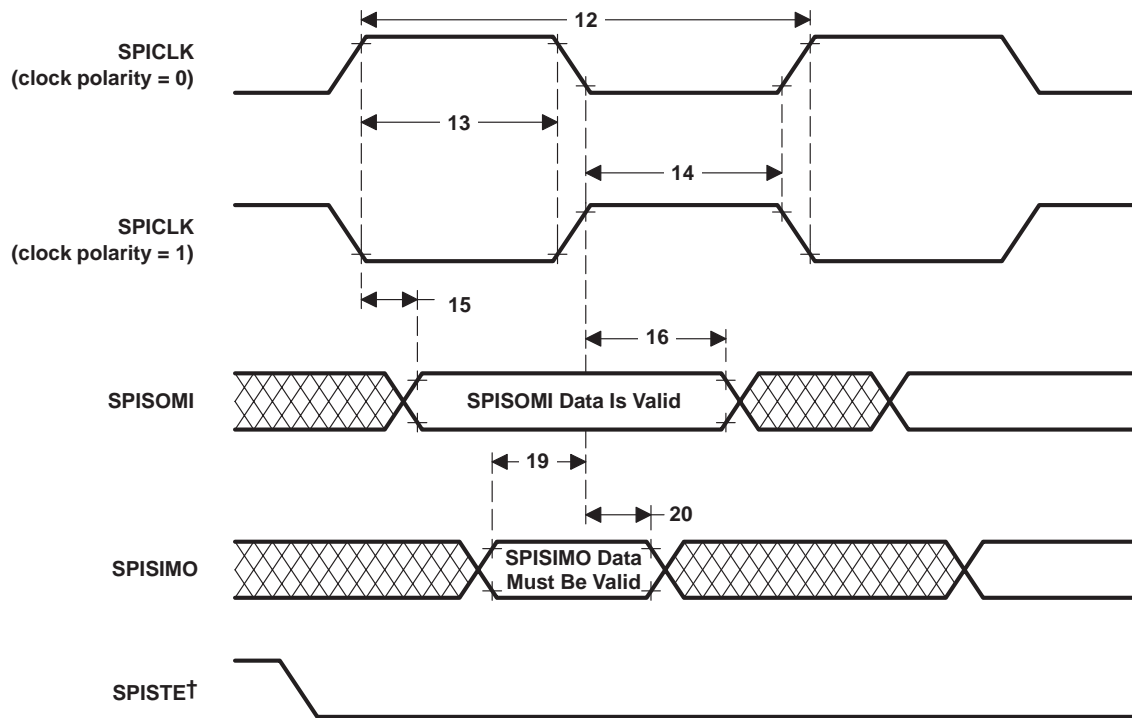 12
SPICLK
(clock polarity = 0)
13
14
SPICLK
(clock polarity = 1)
15
16
SPISOMI
SPISOMI Data Is Valid
19
20
SPISIMO
SPISIMO Data
Must Be Valid
SPISTE†